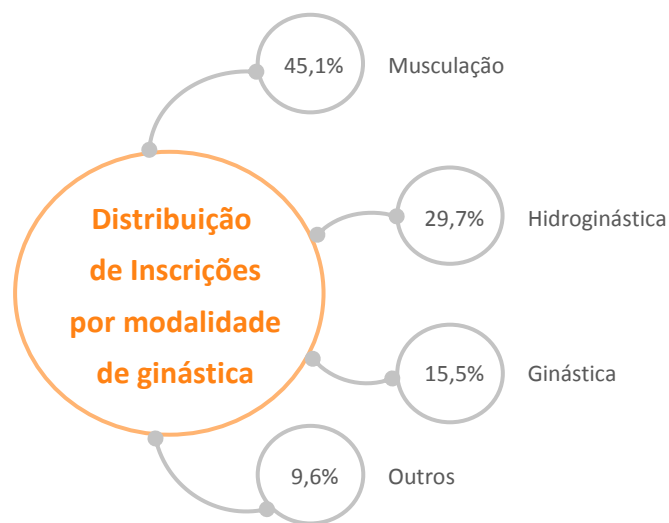 45,1% Musculação
Distribuição
de Inscrições
por modalidade
de ginástica
29,7% Hidroginástica
15,5% Ginástica
9,6% Outros